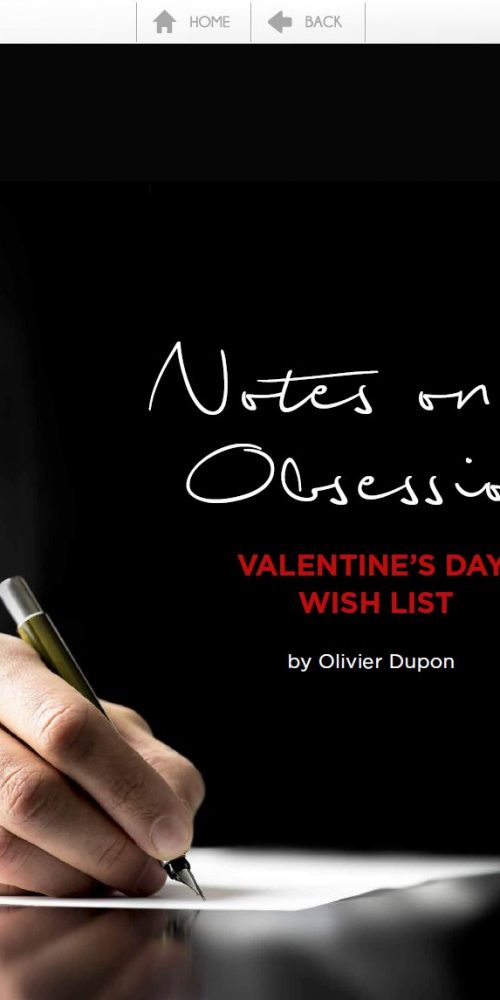 HOME BACK
Notes on
Obsessio
VALENTINE'S DAY
WISH LIST
by Olivier Dupon